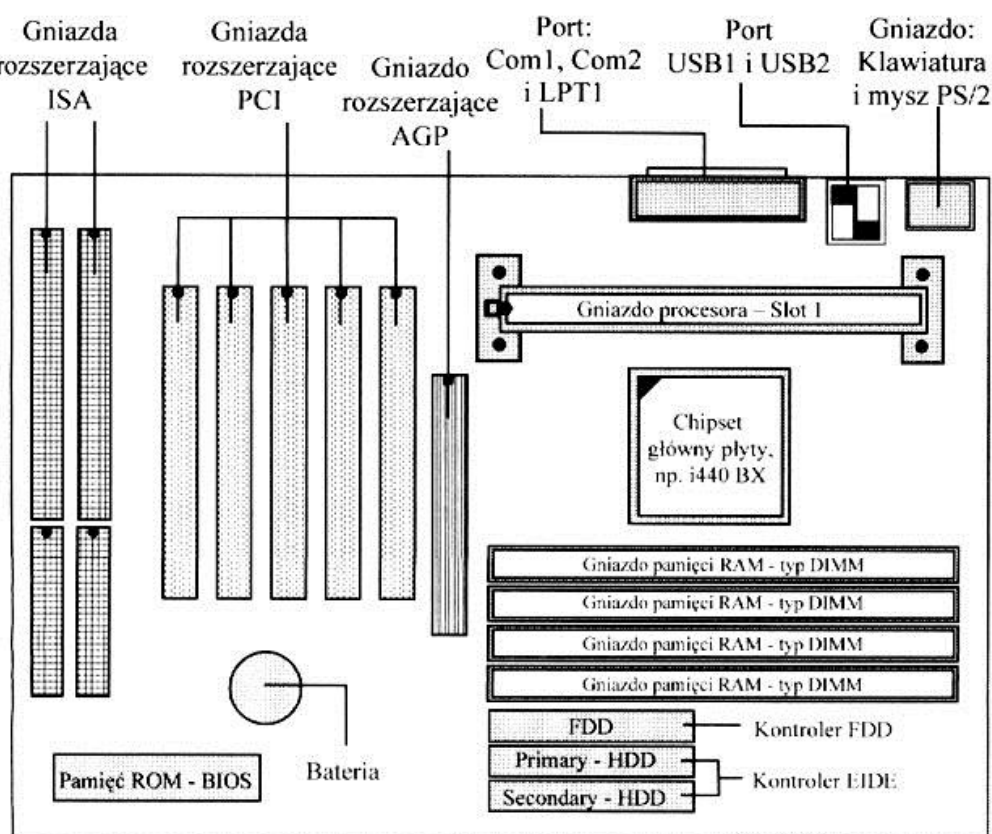 Gniazda
rozszerzające
ISA
Gniazda
rozszerzające
PCI
Gniazdo
rozszerzające
AGP
Port:
Com1, Com2
i LPT1
Port
USB1 i USB2
Gniazdo:
Klawiatura
i mysz PS/2
Gniazdo procesora – Slot 1
Chipset
główny płyty,
np. i440 BX
Gniazdo pamięci RAM - typ DIMM
Gniazdo pamięci RAM - typ DIMM
Gniazdo pamięci RAM - typ DIMM
Gniazdo pamięci RAM - typ DIMM
FDD
Kontroler FDD
Primary - HDD
Secondary - HDD
Kontroler EIDE
Bateria
Pamięć ROM - BIOS